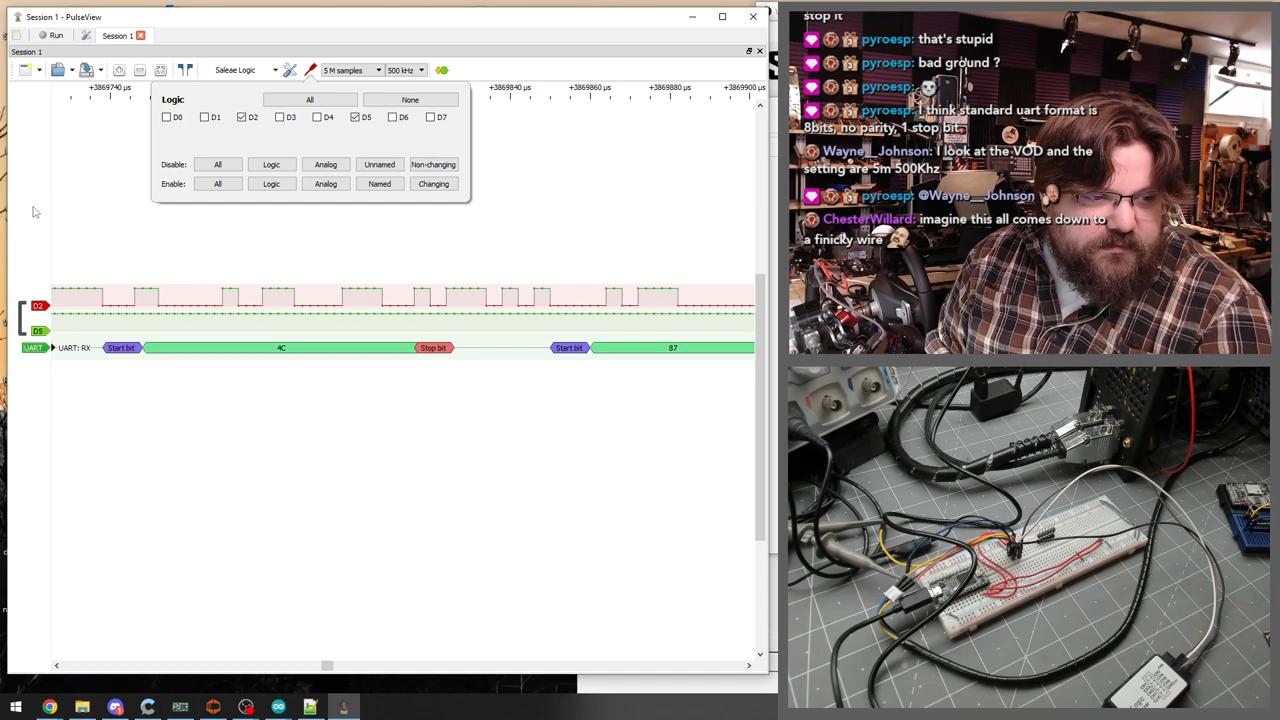 Session 1 - PulseView
Run
Session 1
Session 1
Saleae Logic
5 M samples
500 kHz
+3869740 µs
+3869840 µs
+3869860 µs
+3869880 µs
+3869900 µs
Logic
All
None
D0
D1
D2
D3
D4
D5
D6
D7
Disable:
All
Logic
Analog
Unnamed
Non-changing
Enable:
All
Logic
Analog
Named
Changing
D2
D5
UART
UART: RX
Start bit
4C
Stop bit
Start bit
87
stop it
pyroesp: that's stupid
pyroesp: bad ground ?
pyroesp:
pyroesp: I think standard uart format is
8bits, no parity, 1 stop bit
Wayne__Johnson: I look at the VOD and the
setting are 5m 500Khz
pyroesp: @Wayne__Johnson
ChesterWillard: imagine this all comes down to
a finicky wire